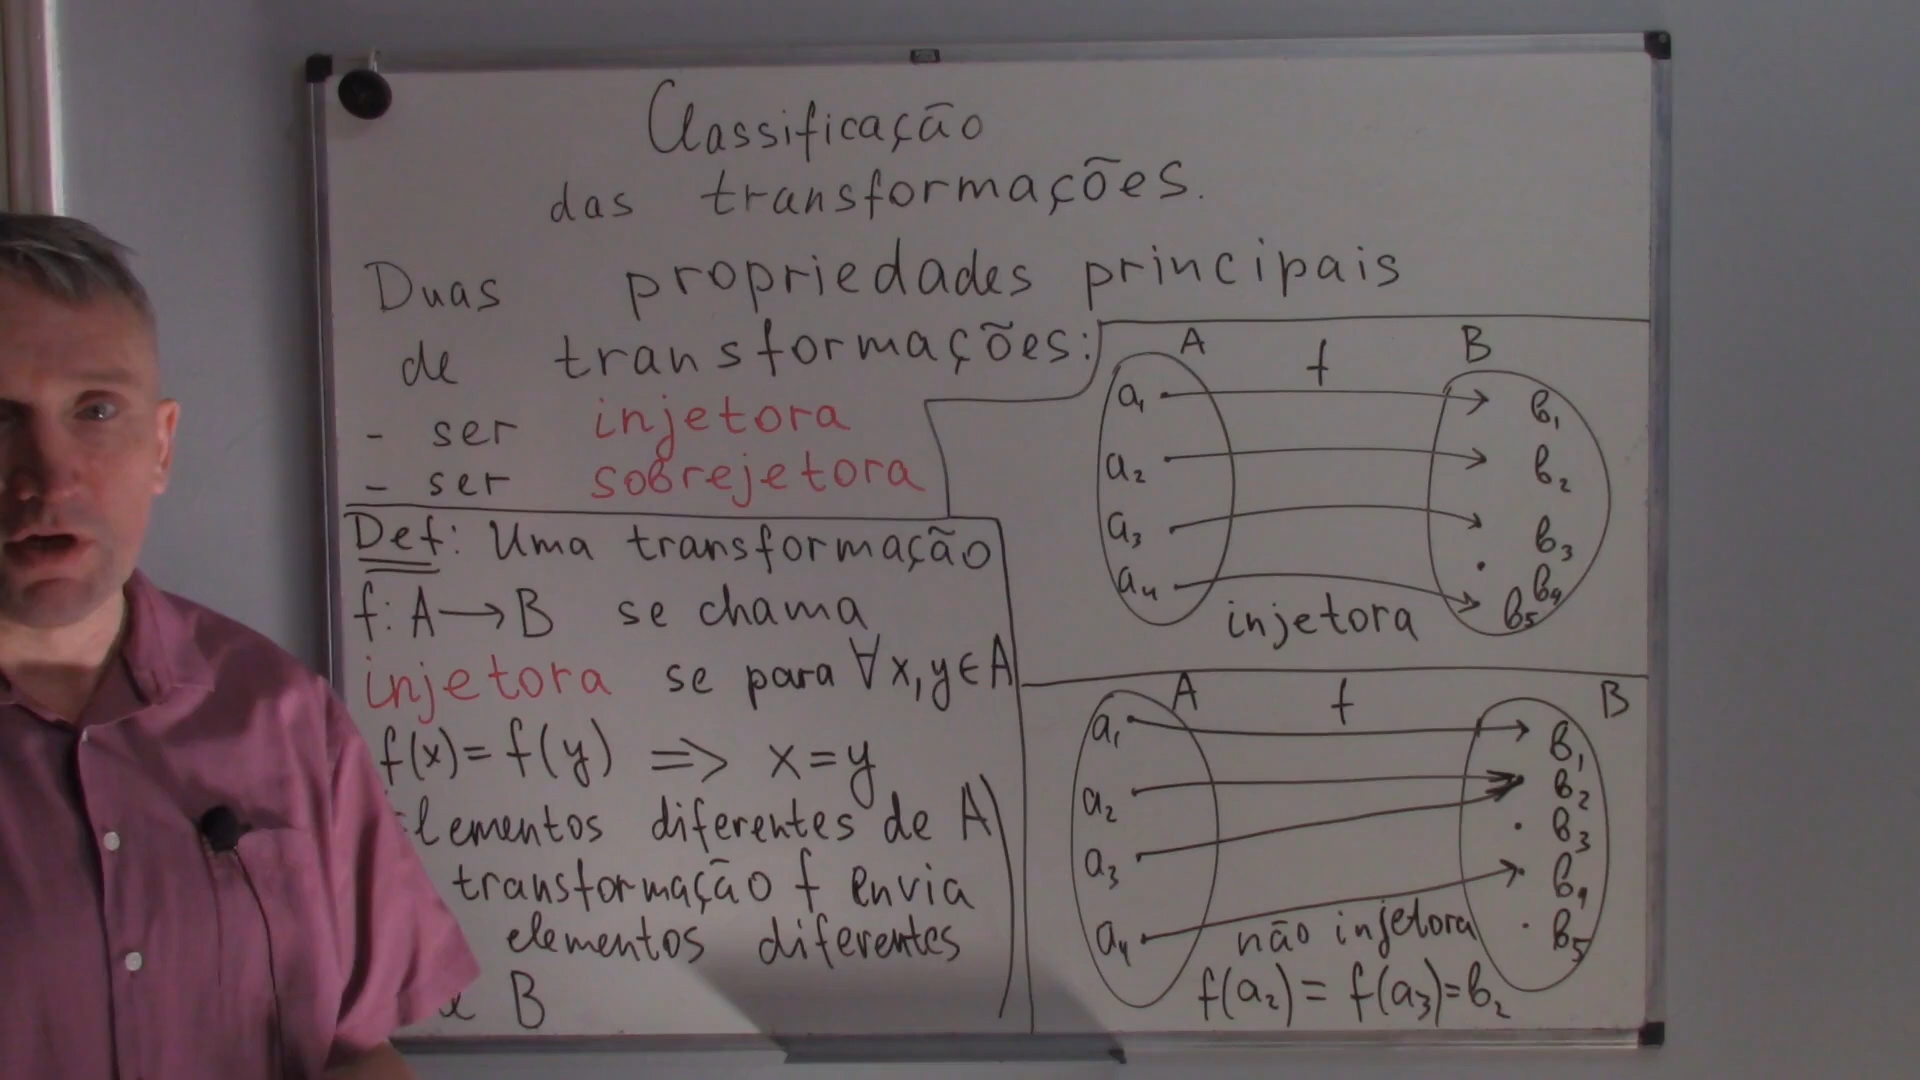 Classificação
das transformações.
Duas propriedades principais
de transformações:
- ser injetora
- ser sobrejetora
Def: Uma transformação
f: A → B se chama
injetora se para ∀x,y∈A
f(x)=f(y) => x=y
lementos diferentes de A)
transformação f envia
elementos diferentes
B
A f B
a₁ b₁
a₂ b₂
a₃ b₃
a₄ b₄
b₅
injetora
A f B
a₁ b₁
a₂ b₂
b₃
a₃ b₄
a₄ b₅
não injetora
f(a₂) = f(a₃)=b₂